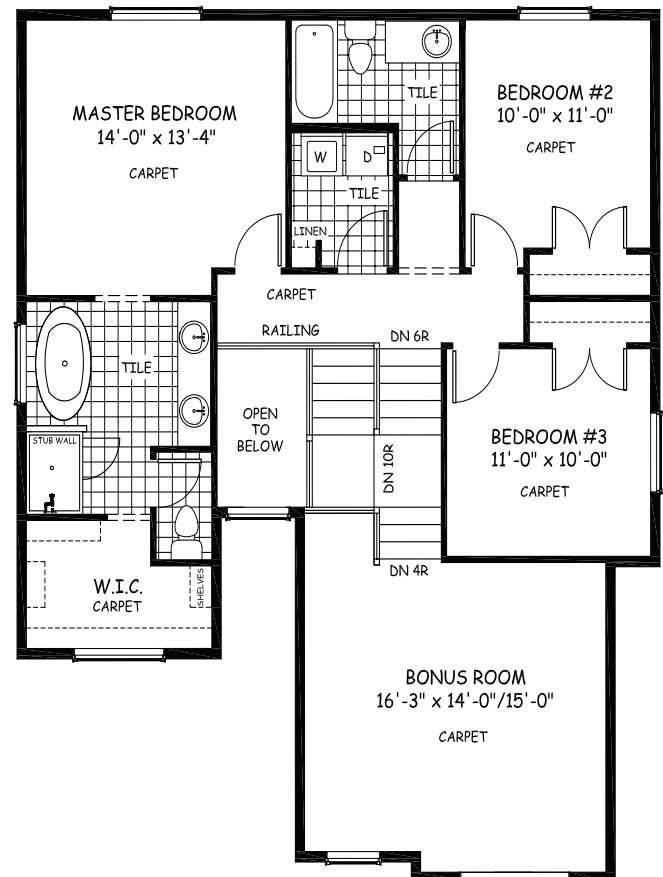 MASTER BEDROOM
14'-0" x 13'-4"
CARPET
TILE
BEDROOM #2
10'-0" x 11'-0"
CARPET
W
D
TILE
LINEN
CARPET
RAILING
DN 6R
TILE
OPEN
TO
BELOW
DN 10R
BEDROOM #3
11'-0" x 10'-0"
CARPET
STUB WALL
DN 4R
W.I.C.
CARPET
SHELVES
BONUS ROOM
16'-3" x 14'-0"/15'-0"
CARPET